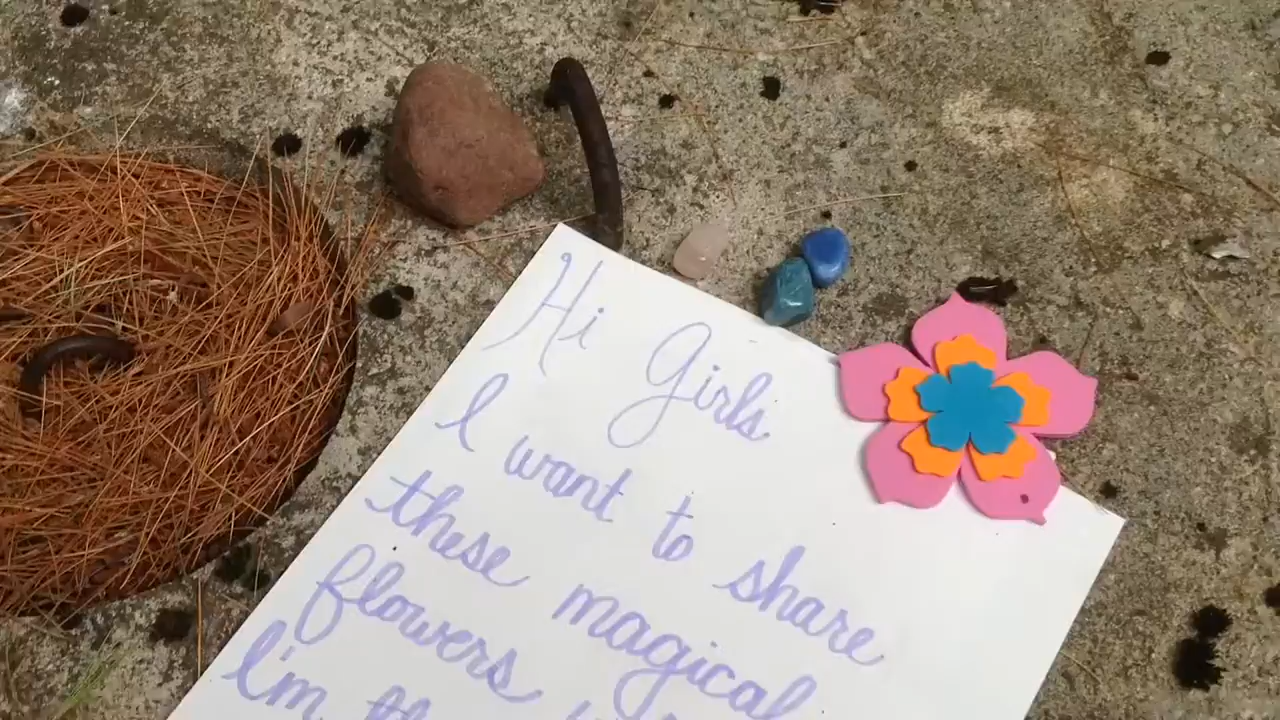 Hi Girls
I want to share
these magical
flowers
I'm